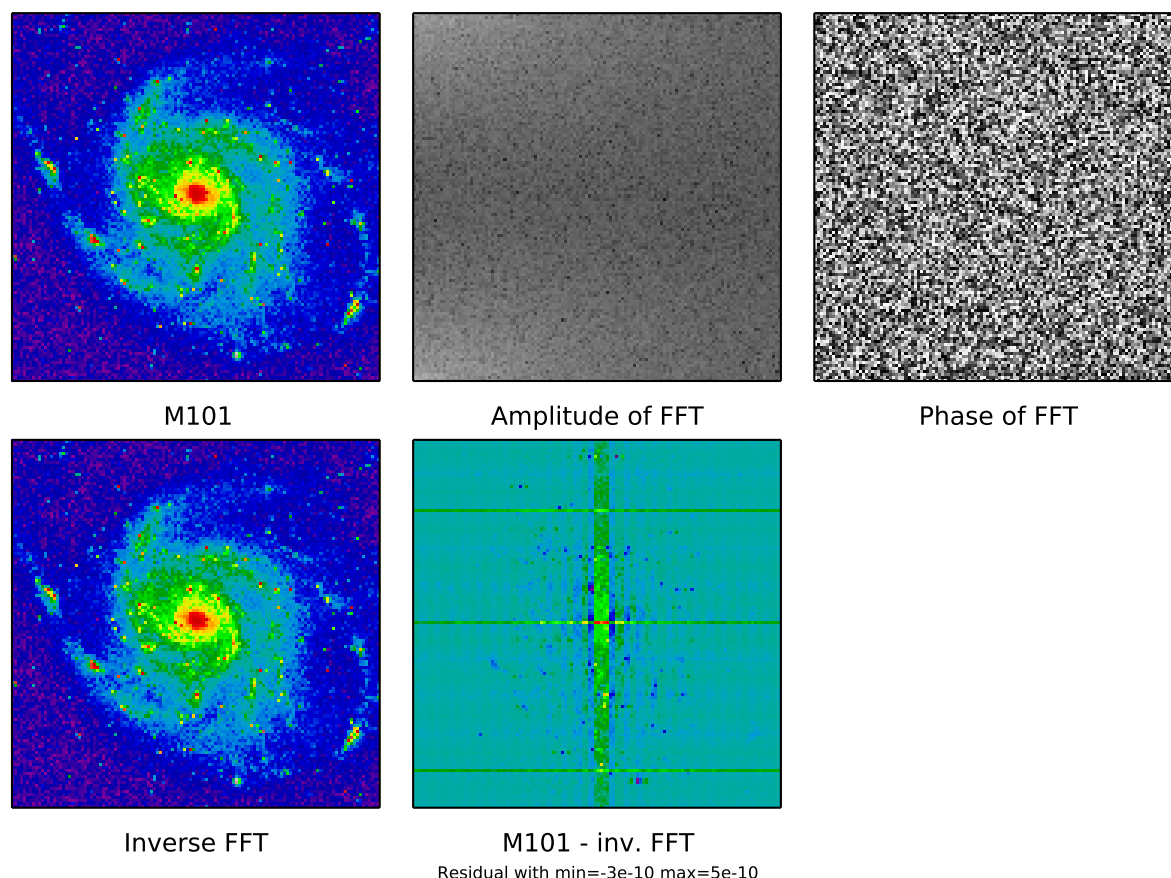 M101
Amplitude of FFT
Phase of FFT
Inverse FFT
M101 - inv. FFT
Residual with min=-3e-10 max=5e-10